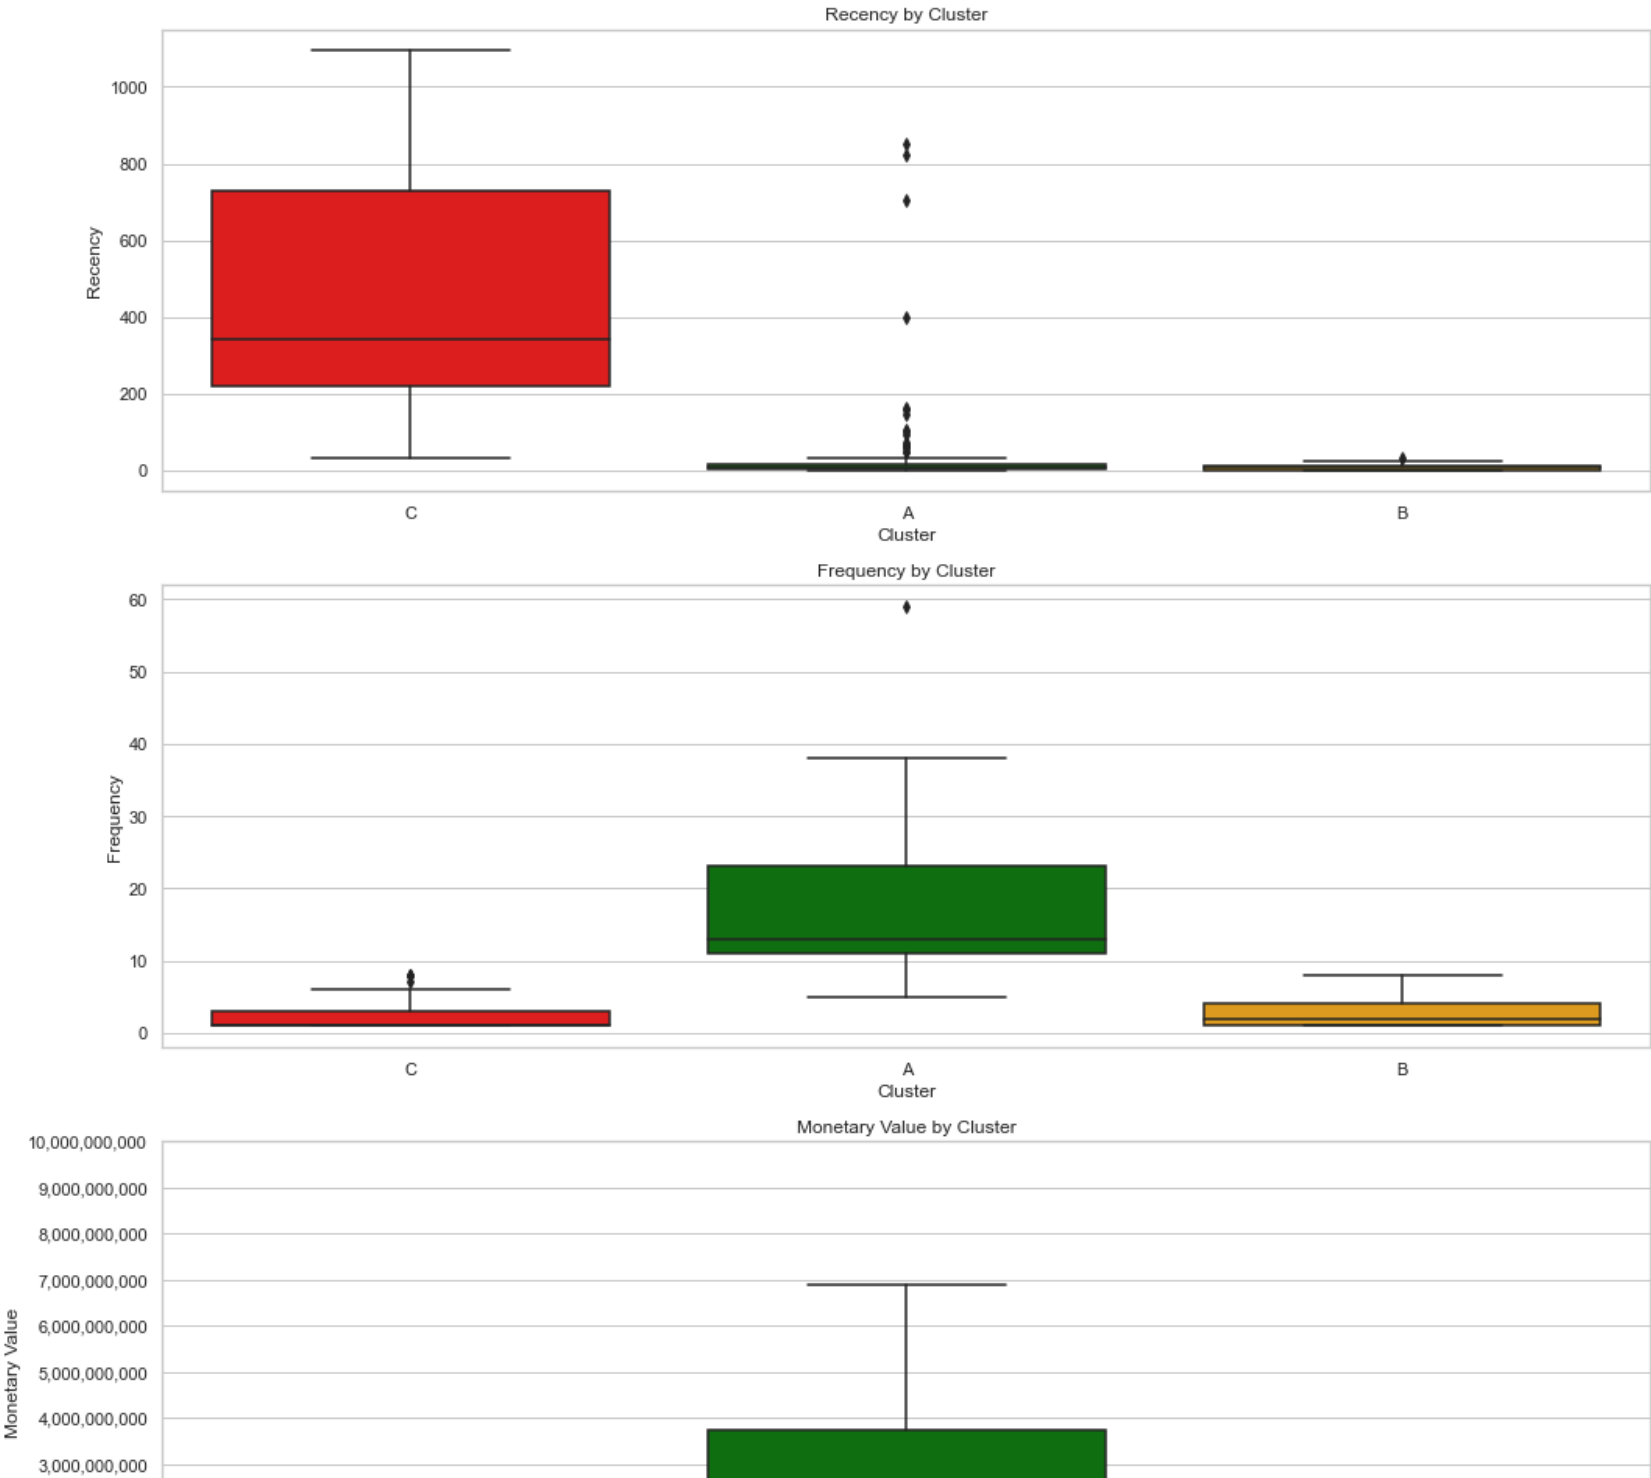 Recency by Cluster
1000
800
600
400
200
0
Recency
C A B
Cluster
Frequency by Cluster
60
50
40
30
20
10
0
Frequency
C A B
Cluster
Monetary Value by Cluster
10,000,000,000
9,000,000,000
8,000,000,000
7,000,000,000
6,000,000,000
5,000,000,000
4,000,000,000
3,000,000,000
Monetary Value